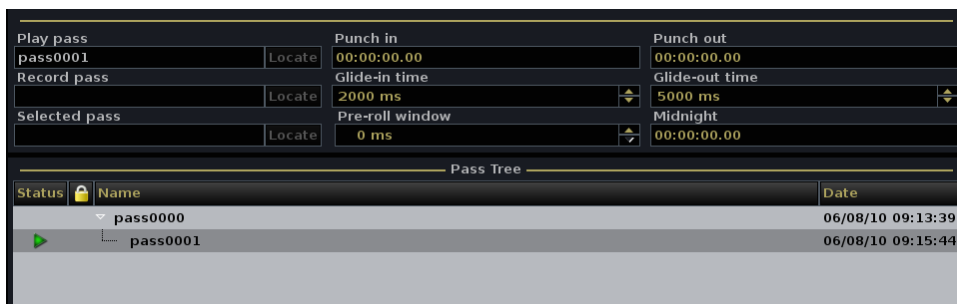 Play pass Punch in Punch out
pass0001 Locate 00:00:00.00 00:00:00.00
Record pass Glide-in time Glide-out time
Locate 2000 ms 5000 ms
Selected pass Pre-roll window Midnight
Locate 0 ms 00:00:00.00
Pass Tree
Status Name Date
pass0000 06/08/10 09:13:39
pass0001 06/08/10 09:15:44